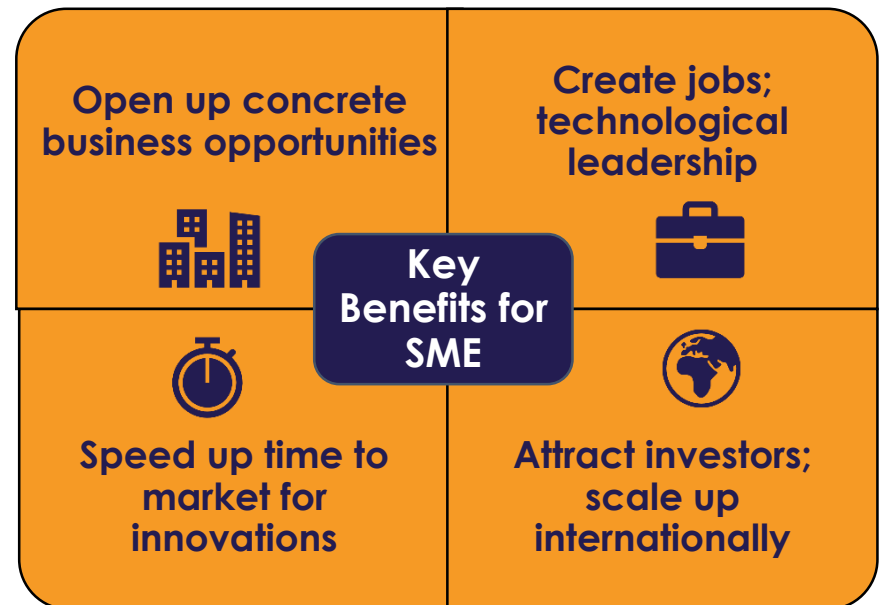 Open up concrete
business opportunities
Create jobs;
technological
leadership
Key
Benefits for
SME
Speed up time to
market for
innovations
Attract investors;
scale up
internationally